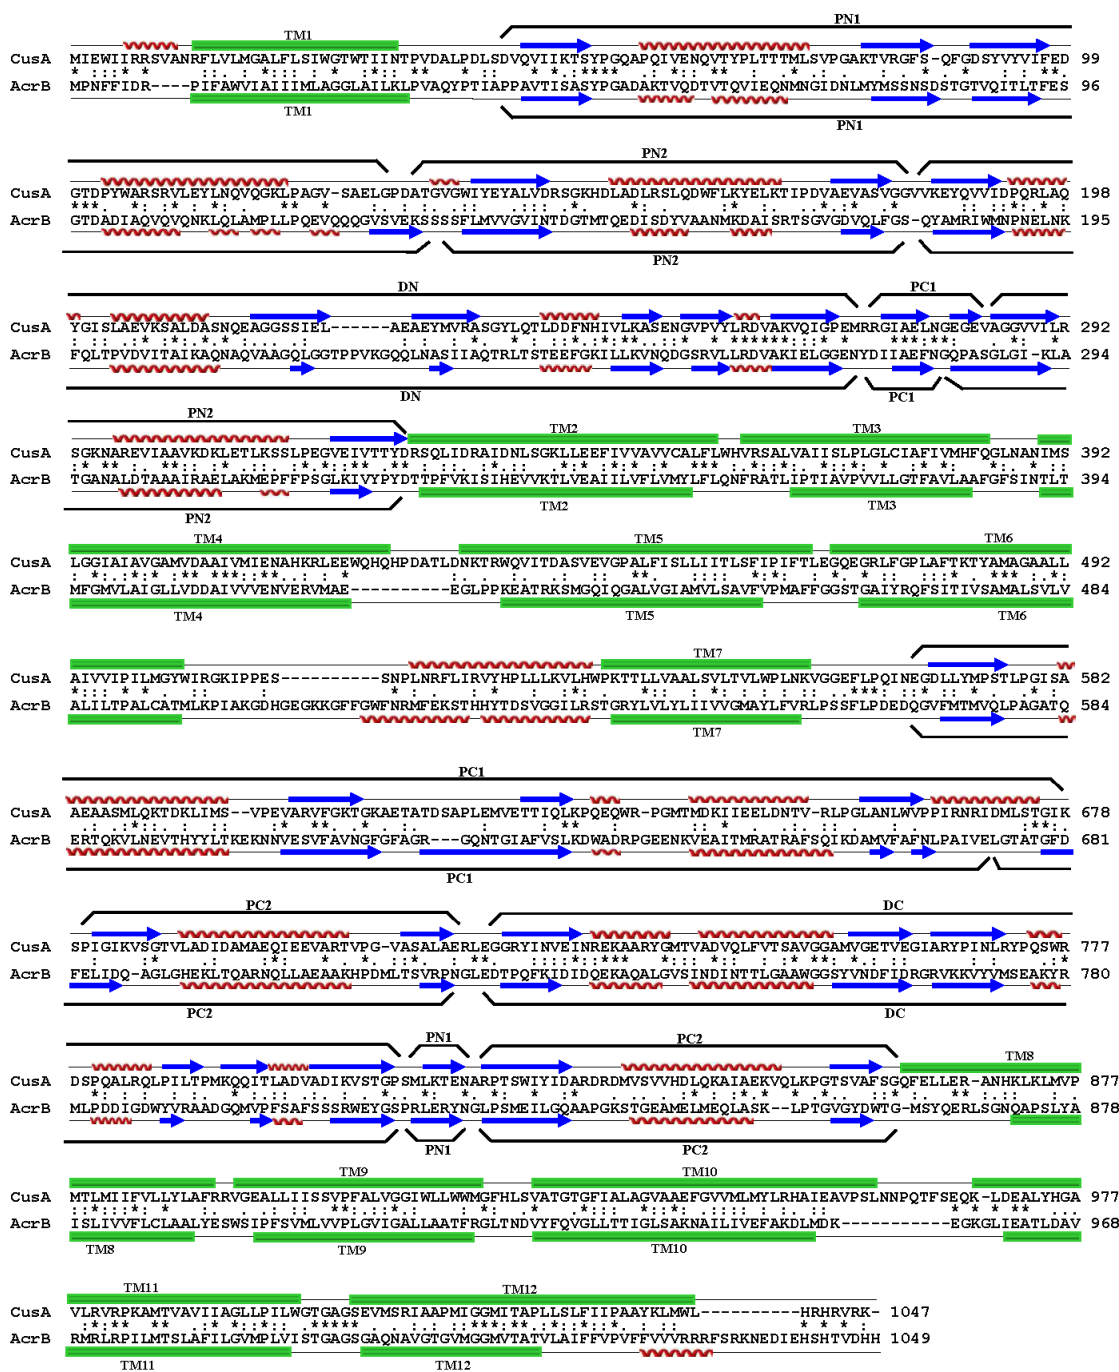 PN1
TM1
CusA MIEWIIRRSVANRFLVLMGALFLSIWGTWTIINTPVDALPDLSDVQVIIKTSYPGQAPQIVENQVTYPLTTTMLSVPGAKTVRGFS-QFGDSYVYVIFED 99
AcrB MPNFFIDR----PIFAWVIAIIIMLAGGLAILKLPVAQYPTIAPPAVTISASYPGADAKTVQDTVTQVIEQNMNGIDNLMYMSSNSDSTGTVQITLTFES 96
TM1
PN1
PN2
CusA GTDPYWARSRVLEYLNQVQGKLPAGV-SAELGPDATGVGWIYEYALVDRSGKHDLADLRSLQDWFLKYELKTIPDVAEVASVGGVVKEYQVVIDPQRLAQ 198
AcrB GTDADIAQVQVQNKLQLAMPLLPQEVQQQGVSVEKSSSSFLMVVGVINTDGTMTQEDISDYVAANMKDAISRTSGVGDVQLFGS-QYAMRIWMNPNELNK 195
PN2
DN PC1
CusA YGISLAEVKSALDASNQEAGGSSIEL------AEAEYMVRASGYLQTLDDFNHIVLKASENGVPVYLRDVAKVQIGPEMRRGIAELNGEGEVAGGVVILR 292
AcrB FQLTPVDVITAIKAQNAQVAAGQLGGTPPVKGQQLNASIIAQTRLTSTEEFGKILLKVNQDGSRVLLRDVAKIELGGENYDIIAEFNGQPASGLGI-KLA 294
DN PC1
PN2
TM2 TM3
CusA SGKNAREVIAAVKDKLETLKSSLPEGVEIVTTYDRSQLIDRAIDNLSGKLLEEFIVVAVVCALFLWHVRSALVAIISLPLGLCIAFIVMHFQGLNANIMS 392
AcrB TGANALDTAAAIRAELAKMEPFFPSGLKIVYPYDTTPFVKISIHEVVKTLVEAIILVFLVMYLFLQNFRATLIPTIAVPVVLLGTFAVLAAFGFSINTLT 394
TM2 TM3
PN2
TM4 TM5 TM6
CusA LGGIAIAVGAMVDAAIVMIENAHKRLEEWQHQHPDATLDNKTRWQVITDASVEVGPALFISLLIITLSFIPIFTLEGQEGRLFGPLAFTKTYAMAGAALL 492
AcrB MFGMVLAIGLLVDDAIVVVENVERVMAE----------EGLPPKEATRKSMGQIQGALVGIAMVLSAVFVPMAFFGGSTGAIYRQFSITIVSAMALSVLV 484
TM4 TM5 TM6
TM7
CusA AIVVIPILMGYWIRGKIPPES----------SNPLNRFLIRVYHPLLLKVLHWPKTTLLVAALSVLTVLWPLNKVGGEFLPQINEGDLLYMPSTLPGISA 582
AcrB ALILTPALCATMLKPIAKGDHGEGKKGFFGWFNRMFEKSTHHYTDSVGGILRSTGRYLVLYLIIVVGMAYLFVRLPSSFLPDEDQGVFMTMVQLPAGATQ 584
TM7
PC1
CusA AEAASMLQKTDKLIMS--VPEVARVFGKTGKAETATDSAPLEMVETTIQLKPQEQWR-PGMTMDKIIEELDNTV-RLPGLANLWVPPIRNRIDMLSTGIK 678
AcrB ERTQKVLNEVTHYYLTKEKNNVESVFAVNGFGFAGR---GQNTGIAFVSLKDWADRPGEENKVEAITMRATRAFSQIKDAMVFAFNLPAIVELGTATGFD 681
PC1
PC2 DC
CusA SPIGIKVSGTVLADIDAMAEQIEEVARTVPG-VASALAERLEGGRYINVEINREKAARYGMTVADVQLFVTSAVGGAMVGETVEGIARYPINLRYPQSWR 777
AcrB FELIDQ-AGLGHEKLTQARNQLLAEAAKHPDMLTSVRPNGLEDTPQFKIDIDQEKAQALGVSINDINTTLGAAWGGSYVNDFIDRGRVKKVYVMSEAKYR 780
PC2 DC
PN1 PC2
TM8
CusA DSPQALRQLPILTPMKQQITLADVADIKVSTGPSMLKTENARPTSWIYIDARDRDMVSVVHDLQKAIAEKVQLKPGTSVAFSGQFELLER-ANHKLKLMVP 877
AcrB MLPDDIGDWYVRAADGQMVPFSAFSSSRWEYGSPRLERYNGLPSMEILGQAAPGKSTGEAMELMEQLASK--LPTGVGYDWTG-MSYQERLSGNQAPSLYA 878
PN1 PC2
TM9 TM10
CusA MTLMIIFVLLYLAFRRVGEALLIISSVPFALVGGIWLLWWMGFHLSVATGTGFIALAGVAAEFGVVMLMYLRHAIEAVPSLNNPQTFSEQK-LDEALYHGA 977
AcrB ISLIVVFLCLAALYESWSIPFSVMLVVPLGVIGALLAATFRGLTNDVYFQVGLLTTIGLSAKNAILIVEFAKDLMDK-----------EGKGLIEATLDAV 968
TM8 TM9 TM10
TM11 TM12
CusA VLRVRPKAMTVAVIIAGLLPILWGTGAGSEVMSRIAAPMIGGMITAPLLSLFIIPAAYKLMWL----------HRHRVRK- 1047
AcrB RMRLRPILMTSLAFILGVMPLVISTGAGSGAQNAVGTGVMGGMVTATVLAIFFVPVFFVVVRRRFSRKNEDIEHSHTVDHH 1049
TM11 TM12